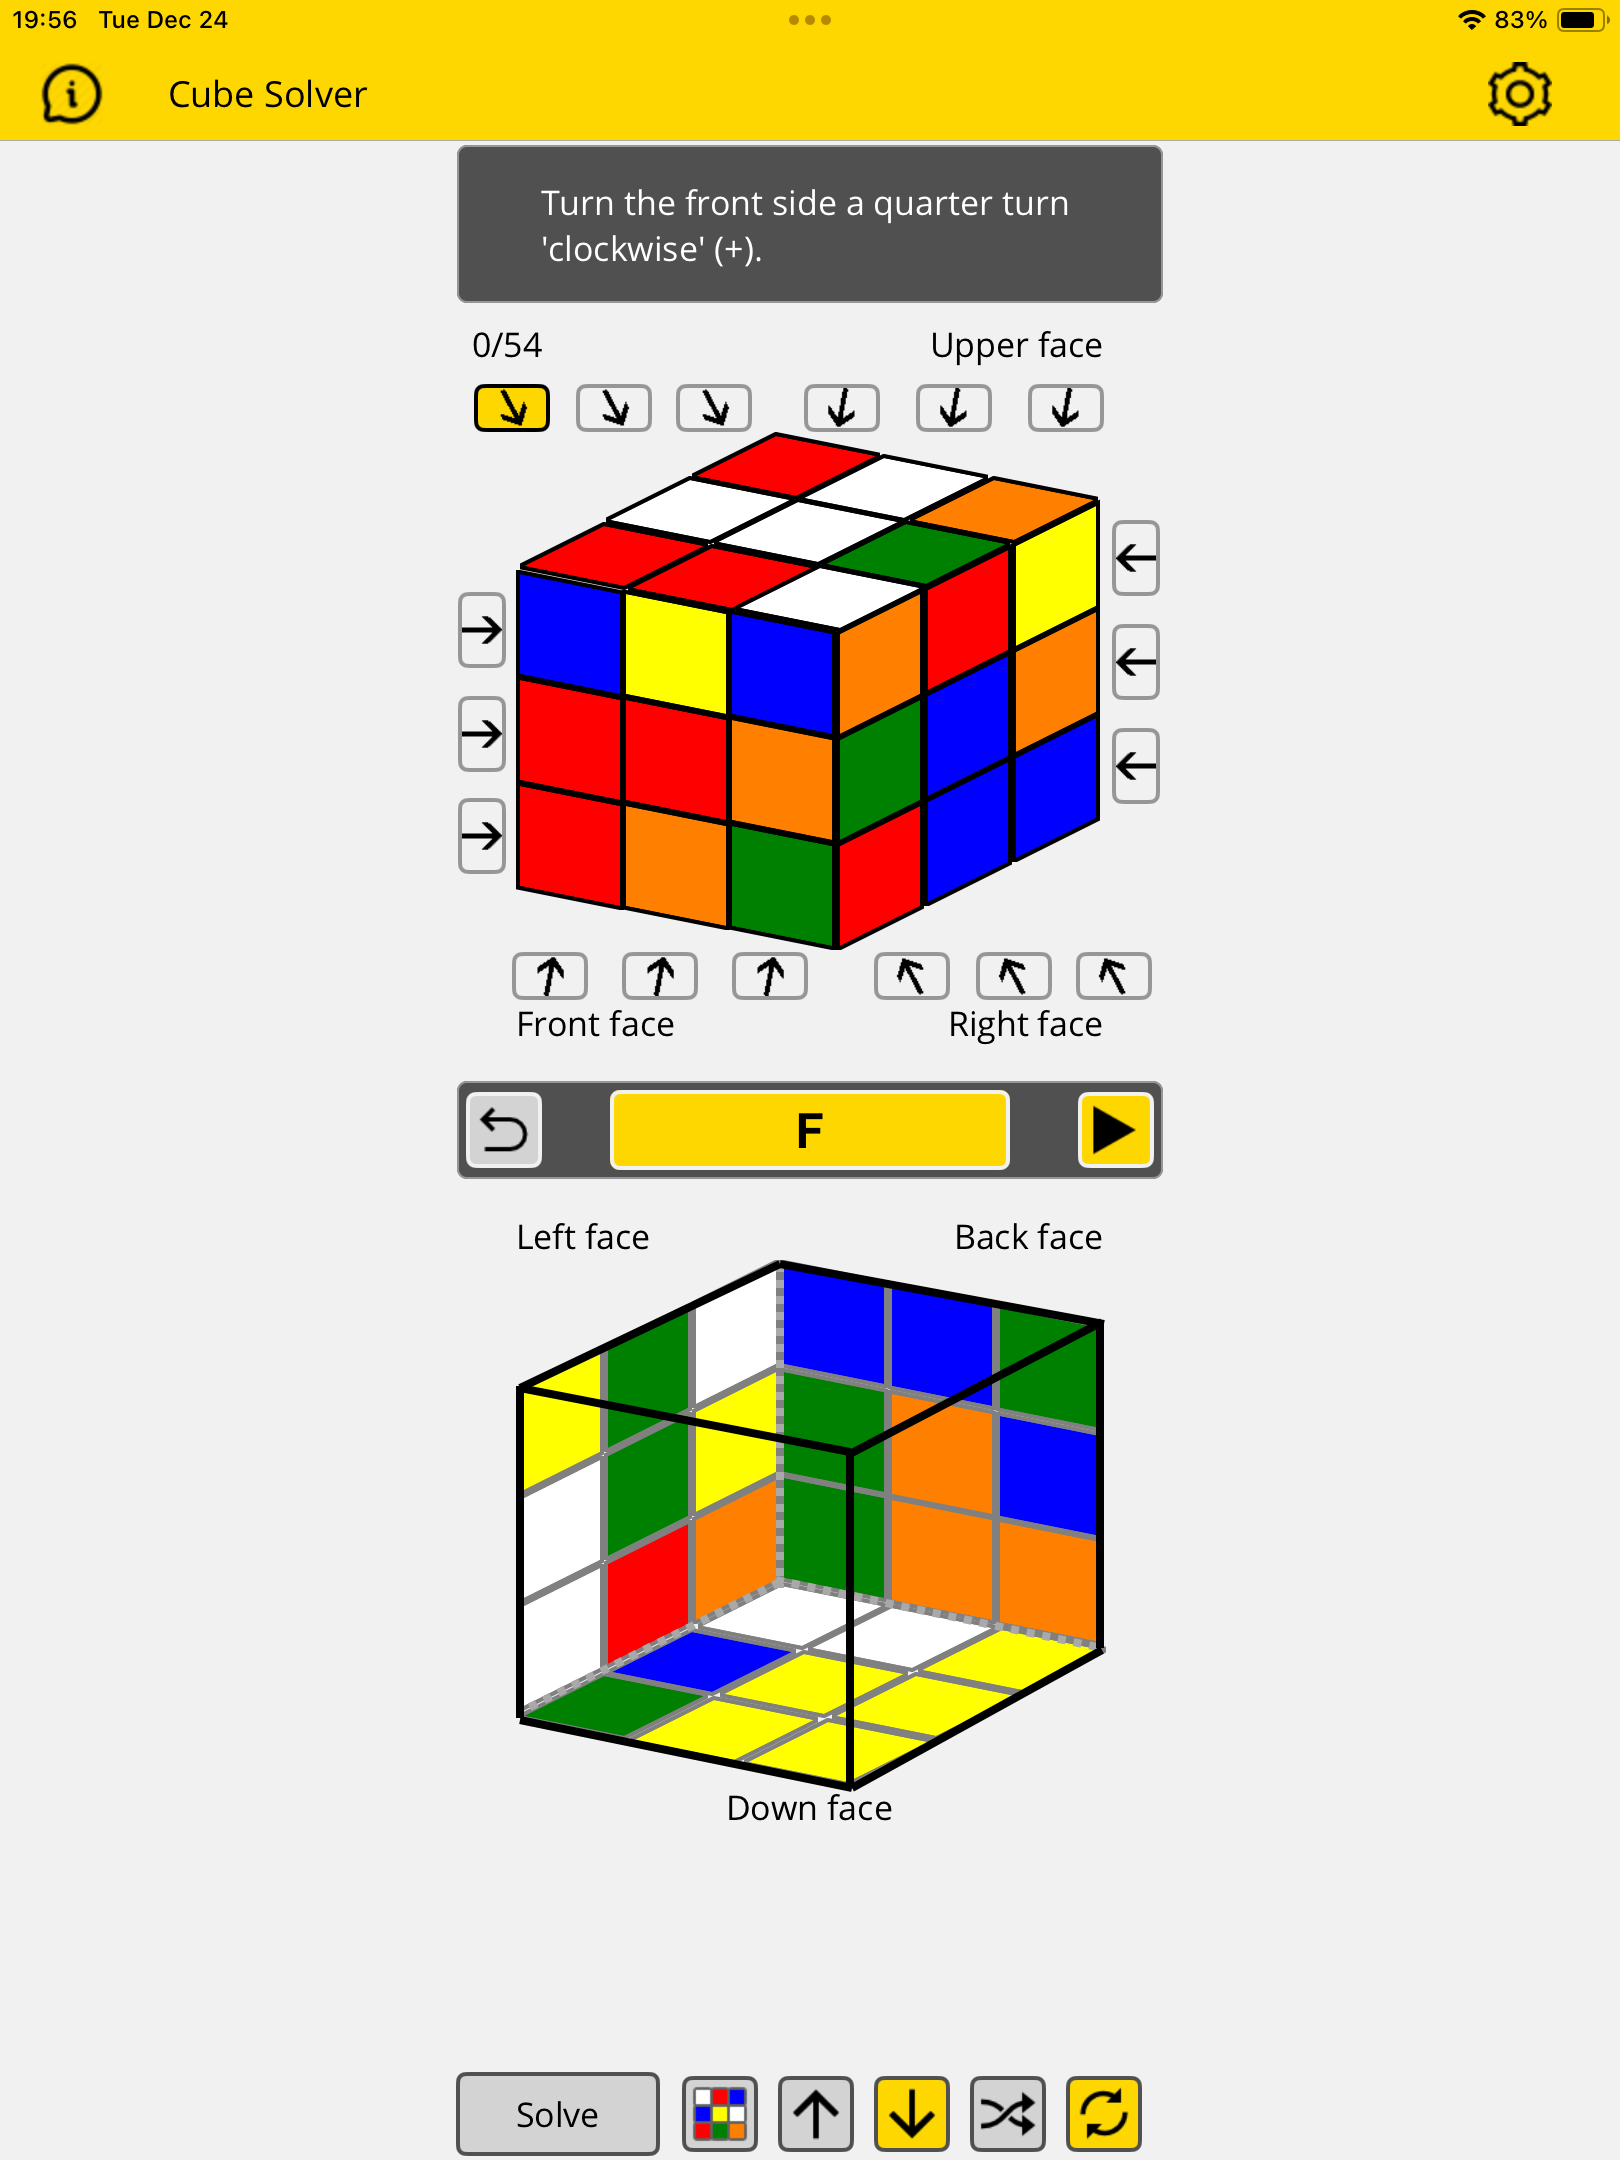 19:56 Tue Dec 24
83%
Cube Solver
Turn the front side a quarter turn
'clockwise' (+).
0/54
Upper face
Front face
Right face
F
Left face
Back face
Down face
Solve